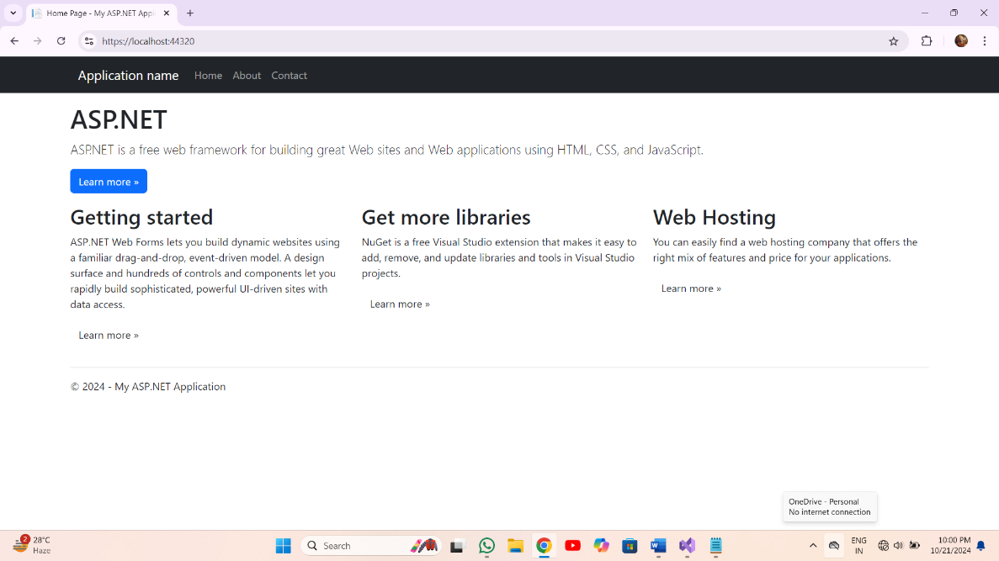 Home Page - My ASP.NET Appli
https://localhost:44320
Application name Home About Contact
ASP.NET
ASP.NET is a free web framework for building great Web sites and Web applications using HTML, CSS, and JavaScript.
Learn more »
Getting started
ASP.NET Web Forms lets you build dynamic websites using
a familiar drag-and-drop, event-driven model. A design
surface and hundreds of controls and components let you
rapidly build sophisticated, powerful UI-driven sites with
data access.
Learn more »
Get more libraries
NuGet is a free Visual Studio extension that makes it easy to
add, remove, and update libraries and tools in Visual Studio
projects.
Learn more »
Web Hosting
You can easily find a web hosting company that offers the
right mix of features and price for your applications.
Learn more »
© 2024 - My ASP.NET Application
OneDrive - Personal
No internet connection
2
28°C
Haze
Search
W
ENG
IN
10:00 PM
10/21/2024